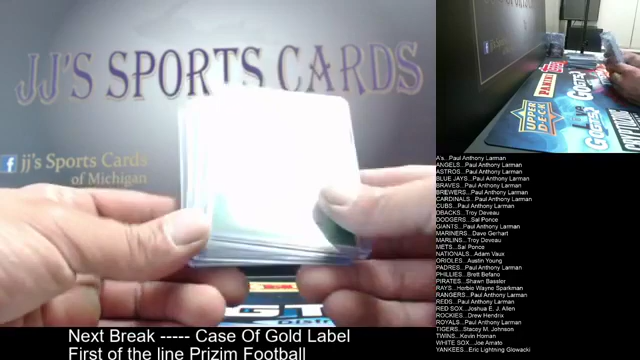 JJ'S SPORTS CARDS
jj's Sports Cards
of Michigan
UPPER
DECK
PANINI
A's...Paul Anthony Larman
ANGELS...Paul Anthony Larman
ASTROS...Paul Anthony Larman
BLUE JAYS...Paul Anthony Larman
BRAVES...Paul Anthony Larman
BREWERS...Paul Anthony Larman
CARDINALS...Paul Anthony Larman
CUBS...Paul Anthony Larman
DBACKS...Troy Deveau
DODGERS...Sal Ponce
GIANTS...Paul Anthony Larman
MARINERS...Dave Gerhart
MARLINS...Troy Deveau
METS...Sal Ponce
NATIONALS...Adam Vaux
ORIOLES...Austin Young
PADRES...Paul Anthony Larman
PHILLIES...Brett Befano
PIRATES...Shawn Bassler
RAYS...Herbie Wayne Sparkman
RANGERS...Paul Anthony Larman
REDS...Paul Anthony Larman
RED SOX...Joshua E. J. Allen
ROCKIES...Drew Hendrix
ROYALS...Paul Anthony Larman
TIGERS...Stacey M. Johnson
TWINS...Kevin Homan
WHITE SOX...Joe Amato
YANKEES...Eric Lightning Glowacki
Next Break ----- Case Of Gold Label
First of the line Prizim Football